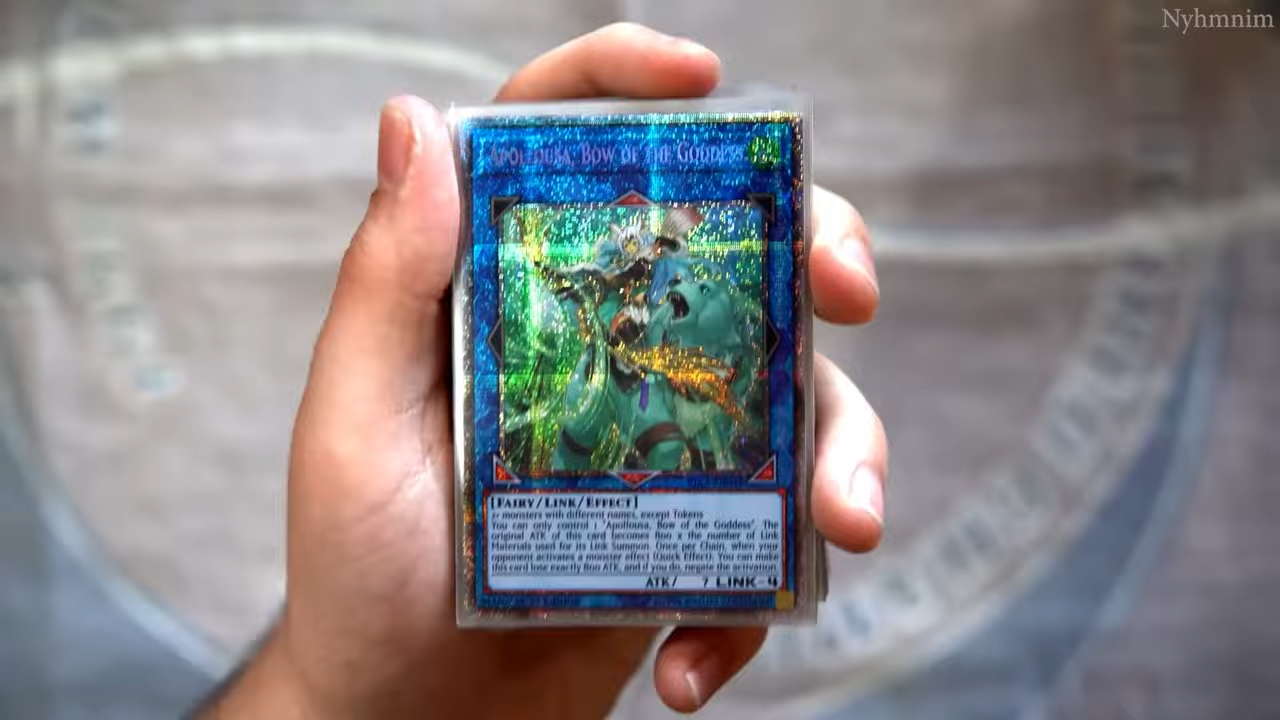 Nyhmnim
Apollousa, Bow of the Goddess
[Fairy/Link/Effect]
2+ monsters with different names, except Tokens
You can only control 1 "Apollousa, Bow of the Goddess". The
original ATK of this card becomes 800 x the number of Link
Materials used for its Link Summon. Once per Chain, when your
opponent activates a monster effect (Quick Effect): You can make
this card lose exactly 800 ATK, and if you do, negate the activation.
ATK/ ? LINK-4